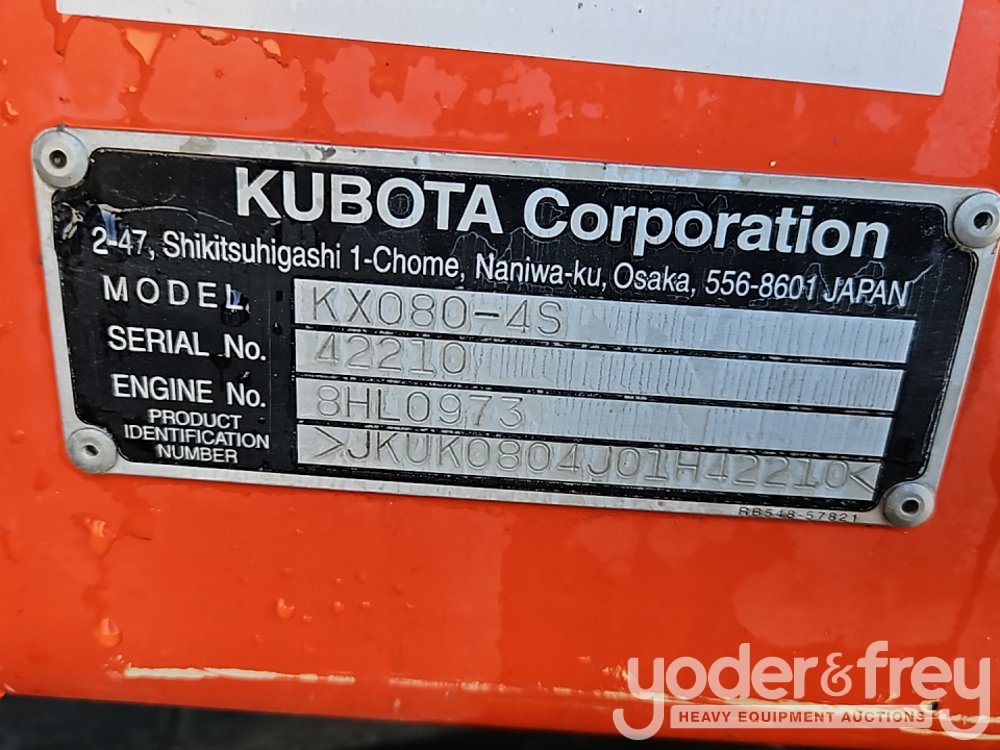 KUBOTA Corporation
2-47, Shikitsuhigashi 1-Chome, Naniwa-ku, Osaka, 556-8601 JAPAN
MODEL KX080-4S
SERIAL No. 42210
ENGINE No. 8HL0973
PRODUCT
IDENTIFICATION
NUMBER >JKUK0804J01H42210<
RB548-57821
yoder&frey
HEAVY EQUIPMENT AUCTIONS